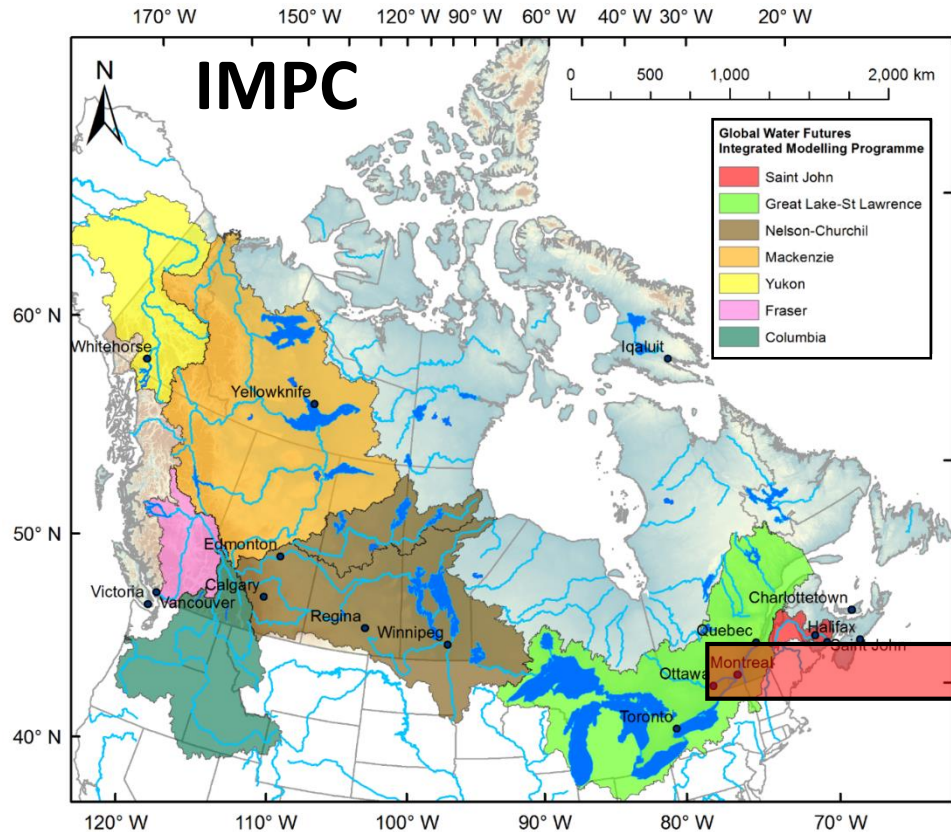 170° W 150° W 120° W 90° W 60° W 40° W 30° W 20° W
N
IMPC
0 500 1,000 2,000 km
Global Water Futures
Integrated Modelling Programme
Saint John
Great Lake-St Lawrence
Nelson-Churchil
Mackenzie
Yukon
Fraser
Columbia
60° N
Whitehorse
Iqaluit
Yellowknife
50° N
Edmonton
Calgary
Victoria
Vancouver
Regina
Winnipeg
Charlottetown
Quebec
Halifax
Saint John
Ottawa
Montreal
Toronto
40° N
120° W 110° W 100° W 90° W 80° W 70° W